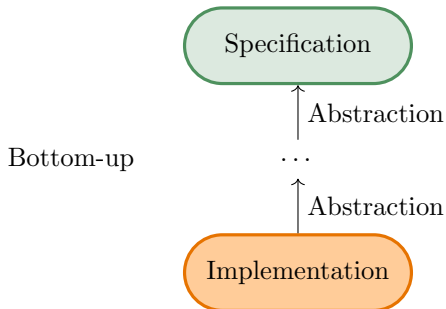 Specification
Abstraction
Bottom-up
...
Abstraction
Implementation